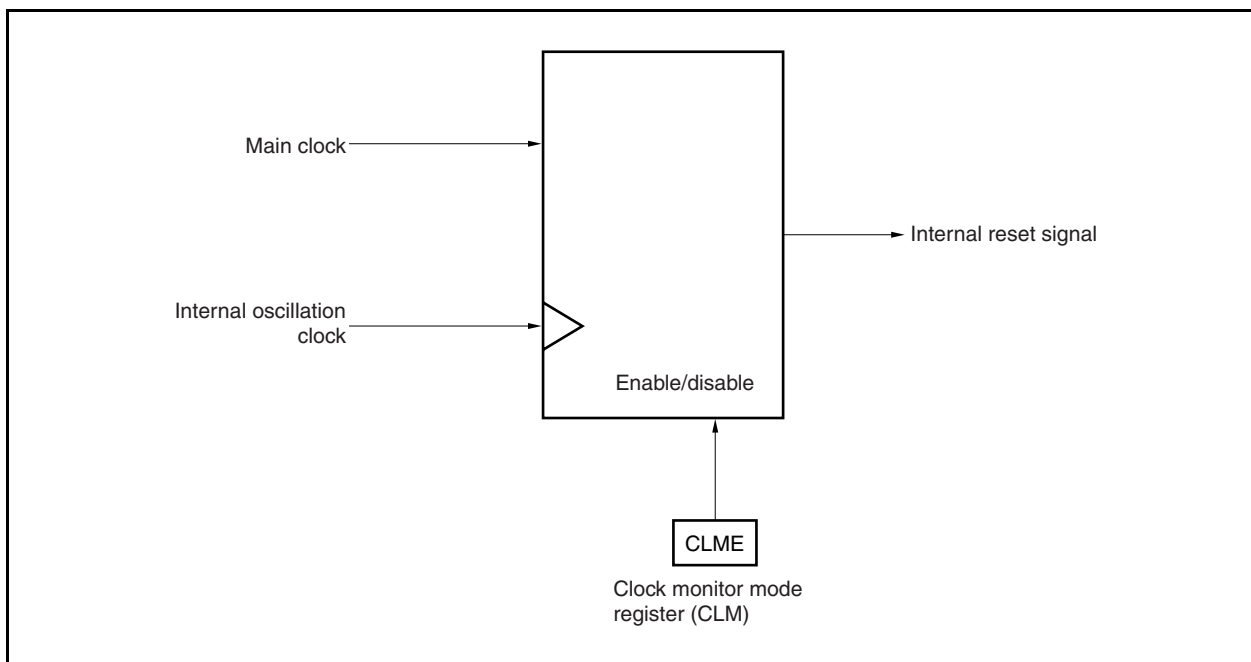 Main clock
Internal reset signal
Internal oscillation
clock
Enable/disable
CLME
Clock monitor mode
register (CLM)